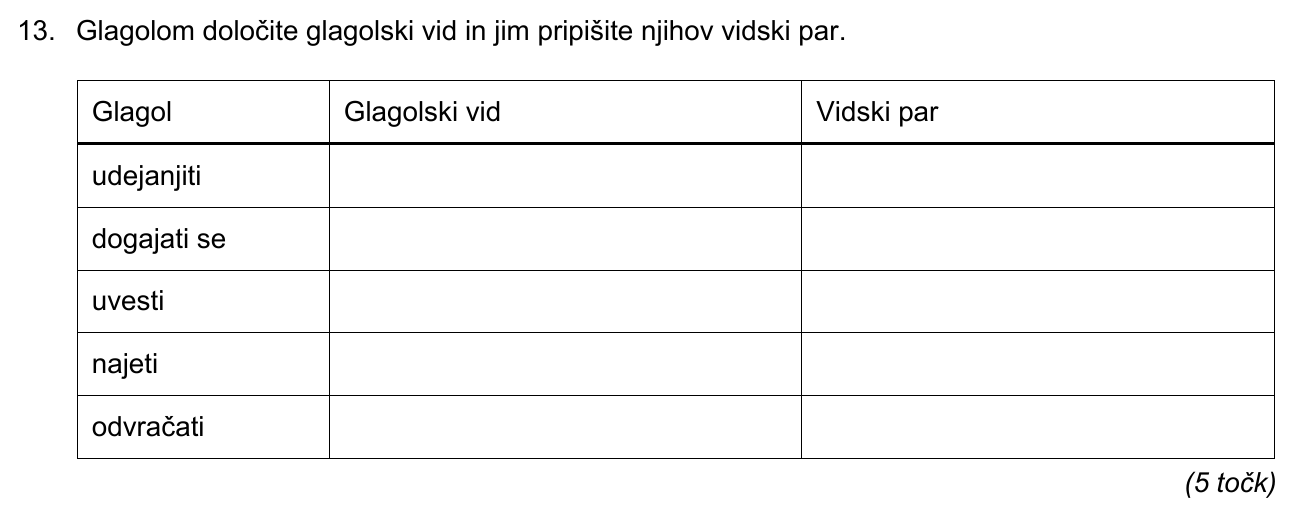 13. Glagolom določite glagolski vid in jim pripišite njihov vidski par.
Glagol Glagolski vid Vidski par
udejanjiti
dogajati se
uvesti
najeti
odvračati
(5 točk)